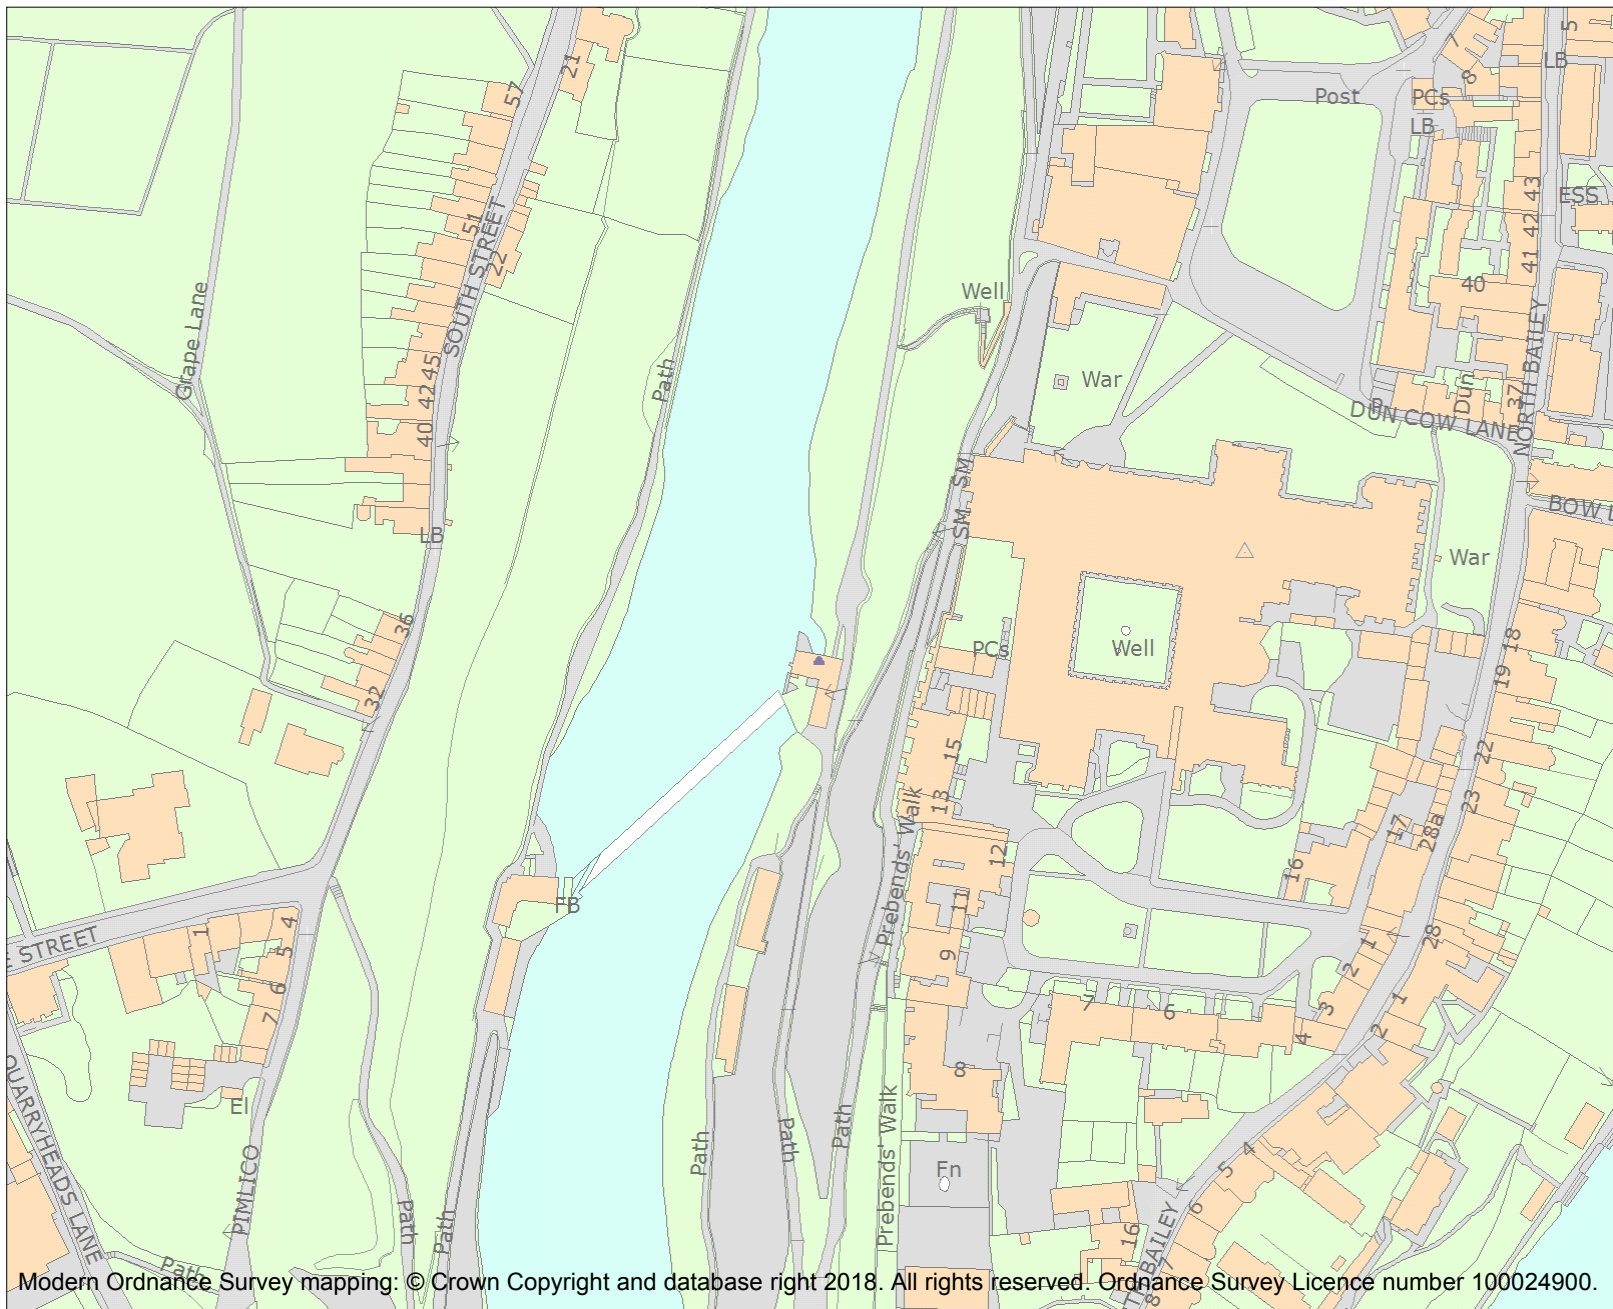 5
7
LB
57
21
8
Post
PCs
LB
43
ESS
51
SOUTH STREET
42
22
41
40
Well
Grape Lane
NORTH BAILEY
45
Path
War
42
Dun
37
P
DUN COW LANE
40
SM
SM
BOW L
LB
War
36
18
PCs
Well
19
32
15
22
13
23
Prebends' Walk
17
28a
12
16
FB
11
1
4
E STREET
28
9
1
5
2
6
7
7
6
3
1
4
2
8
QUARRYHEADS LANE
El
Path
Path
Path
Prebends' Walk
4
PIMLICO
Fn
5
Path
Path
6
16
TH BAILEY
7
Path
8
Modern Ordnance Survey mapping: © Crown Copyright and database right 2018. All rights reserved. Ordnance Survey Licence number 100024900.